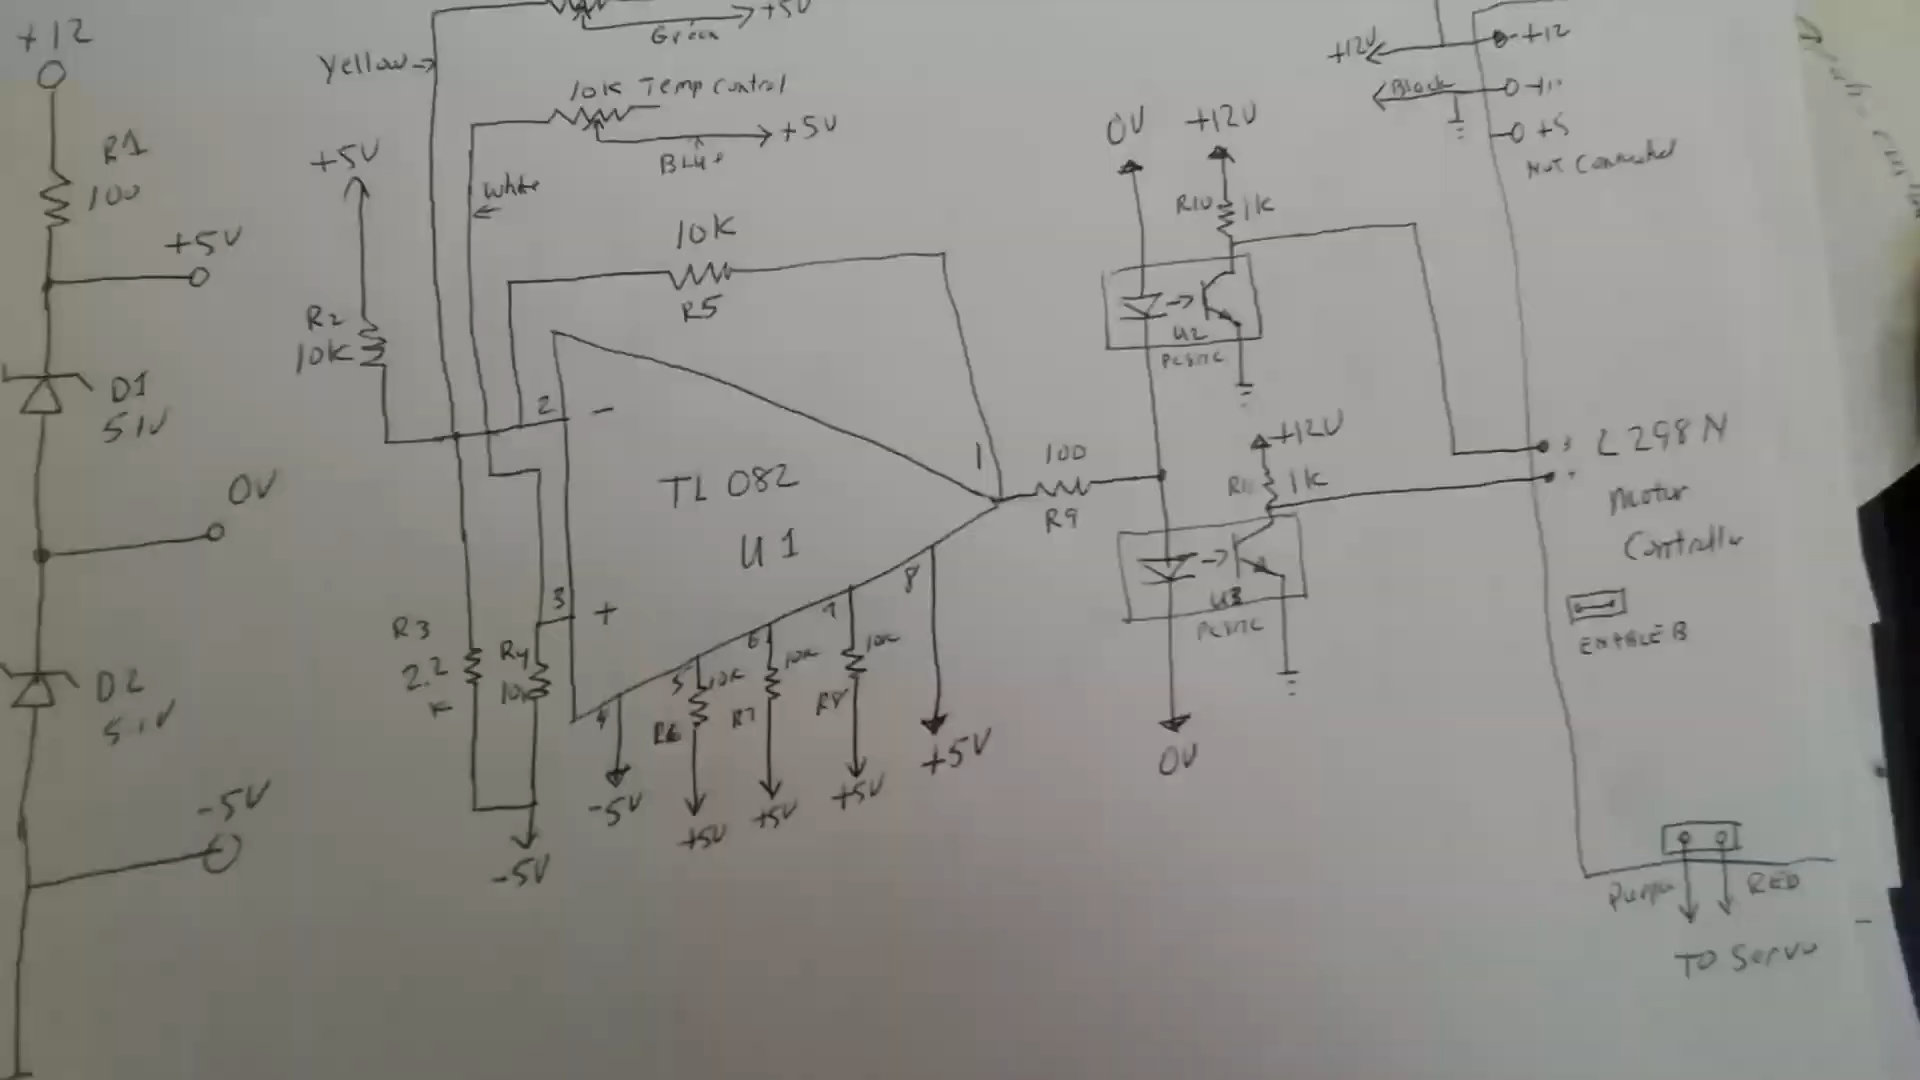 +12
R1
100
+5V
D1
51V
0V
D2
5.1V
-5V
Yellow
Green
+5V
10K Temp Control
+5V
Blue
White
+5V
R2
10K
10K
R5
2
-
TL 082
U1
3
+
1
100
R9
R3
2.2
K
R4
10K
4
-5V
-5V
5
10K
R6
+5V
6
10K
R7
+5V
7
10K
R8
+5V
8
+5V
0V
+12V
R10
1K
U2
+12V
R11
1K
U3
0V
+12V
+12
Black
+5
Not Connected
L298N
Motor
Controller
ENABLE B
RED
TO Servo